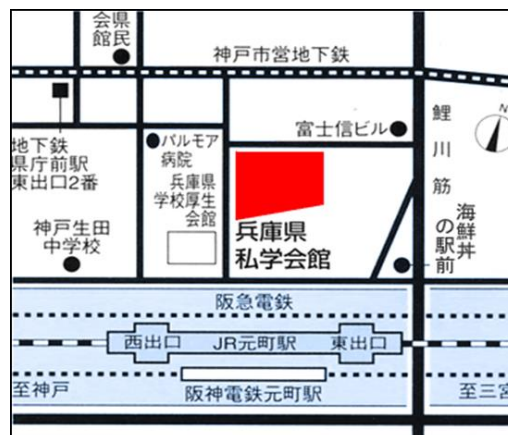 県民
会館
神戸市営地下鉄
富士信ビル
鯉川筋
N
地下鉄
県庁前駅
東出口2番
パルモア
病院
兵庫県
学校厚生
会館
神戸生田
中学校
兵庫県
私学会館
海鮮丼
の駅前
阪急電鉄
西出口
JR元町駅
東出口
阪神電鉄元町駅
至神戸
至三宮